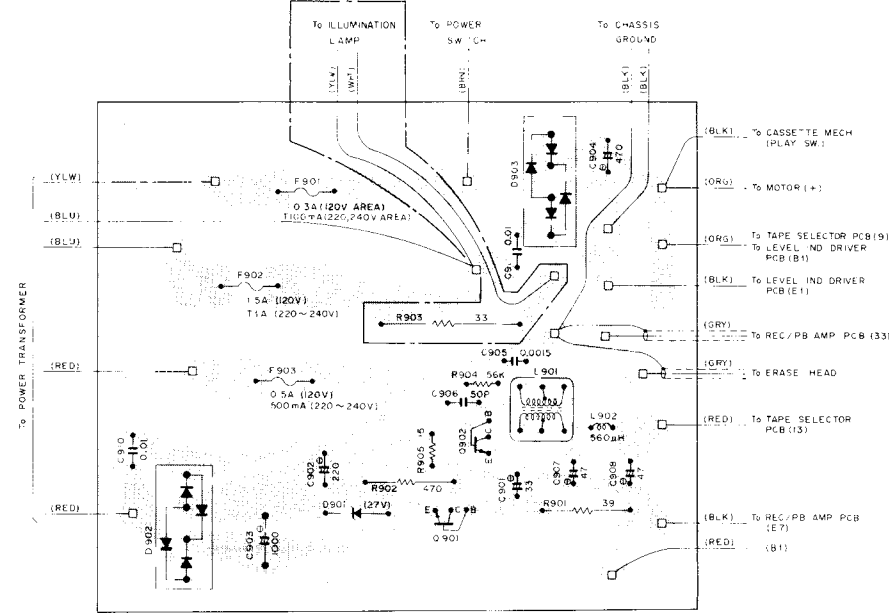 To ILLUMINATION
LAMP
To POWER
SWITCH
To CHASSIS
GROUND
(YLW)
(WHT)
(BRN)
(BLK)
(BLK)
(BLK) To CASSETTE MECH
(PLAY SW.)
(ORG) To MOTOR (+)
(ORG) To TAPE SELECTOR PCB (9)
To LEVEL IND DRIVER
PCB (B1)
(BLK) To LEVEL IND DRIVER
PCB (E1)
(GRY) To REC/PB AMP PCB (33)
(GRY) To ERASE HEAD
(RED) To TAPE SELECTOR
PCB (13)
(BLK) To REC/PB AMP PCB
(E7)
(RED) (B1)
To POWER TRANSFORMER
(YLW)
(BLU)
(BLU)
(RED)
(RED)
F901
0.3A (120V AREA)
T100mA (220,240V AREA)
F902
1.5A (120V)
T1A (220～240V)
F903
0.5A (120V)
500mA (220～240V)
D903
C904
470
0.01
R903 33
C905 0.0015
R904 56K
C906 50P
L901
L902
560μH
Q902
B
C
E
R905 15
C910
0.01
C902
220
R902 470
C901
33
C907
47
C908
47
R901 39
D901 (27V)
E C B
Q901
D902
C903
1000